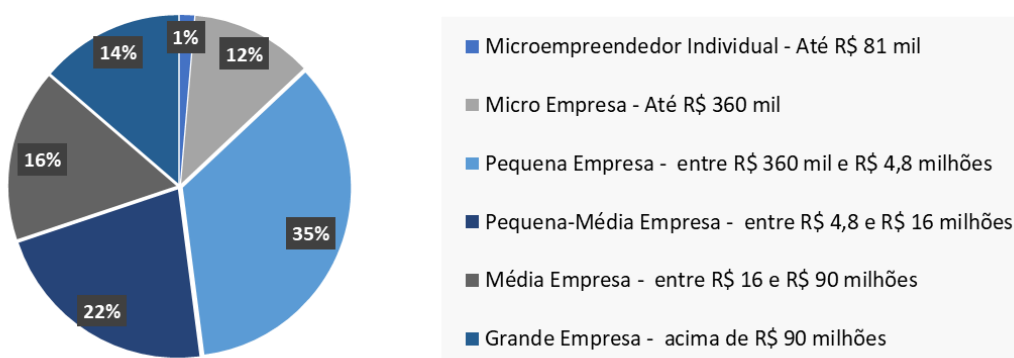 1%
12%
14%
16%
35%
22%
Microempreendedor Individual - Até R$ 81 mil
Micro Empresa - Até R$ 360 mil
Pequena Empresa - entre R$ 360 mil e R$ 4,8 milhões
Pequena-Média Empresa - entre R$ 4,8 e R$ 16 milhões
Média Empresa - entre R$ 16 e R$ 90 milhões
Grande Empresa - acima de R$ 90 milhões